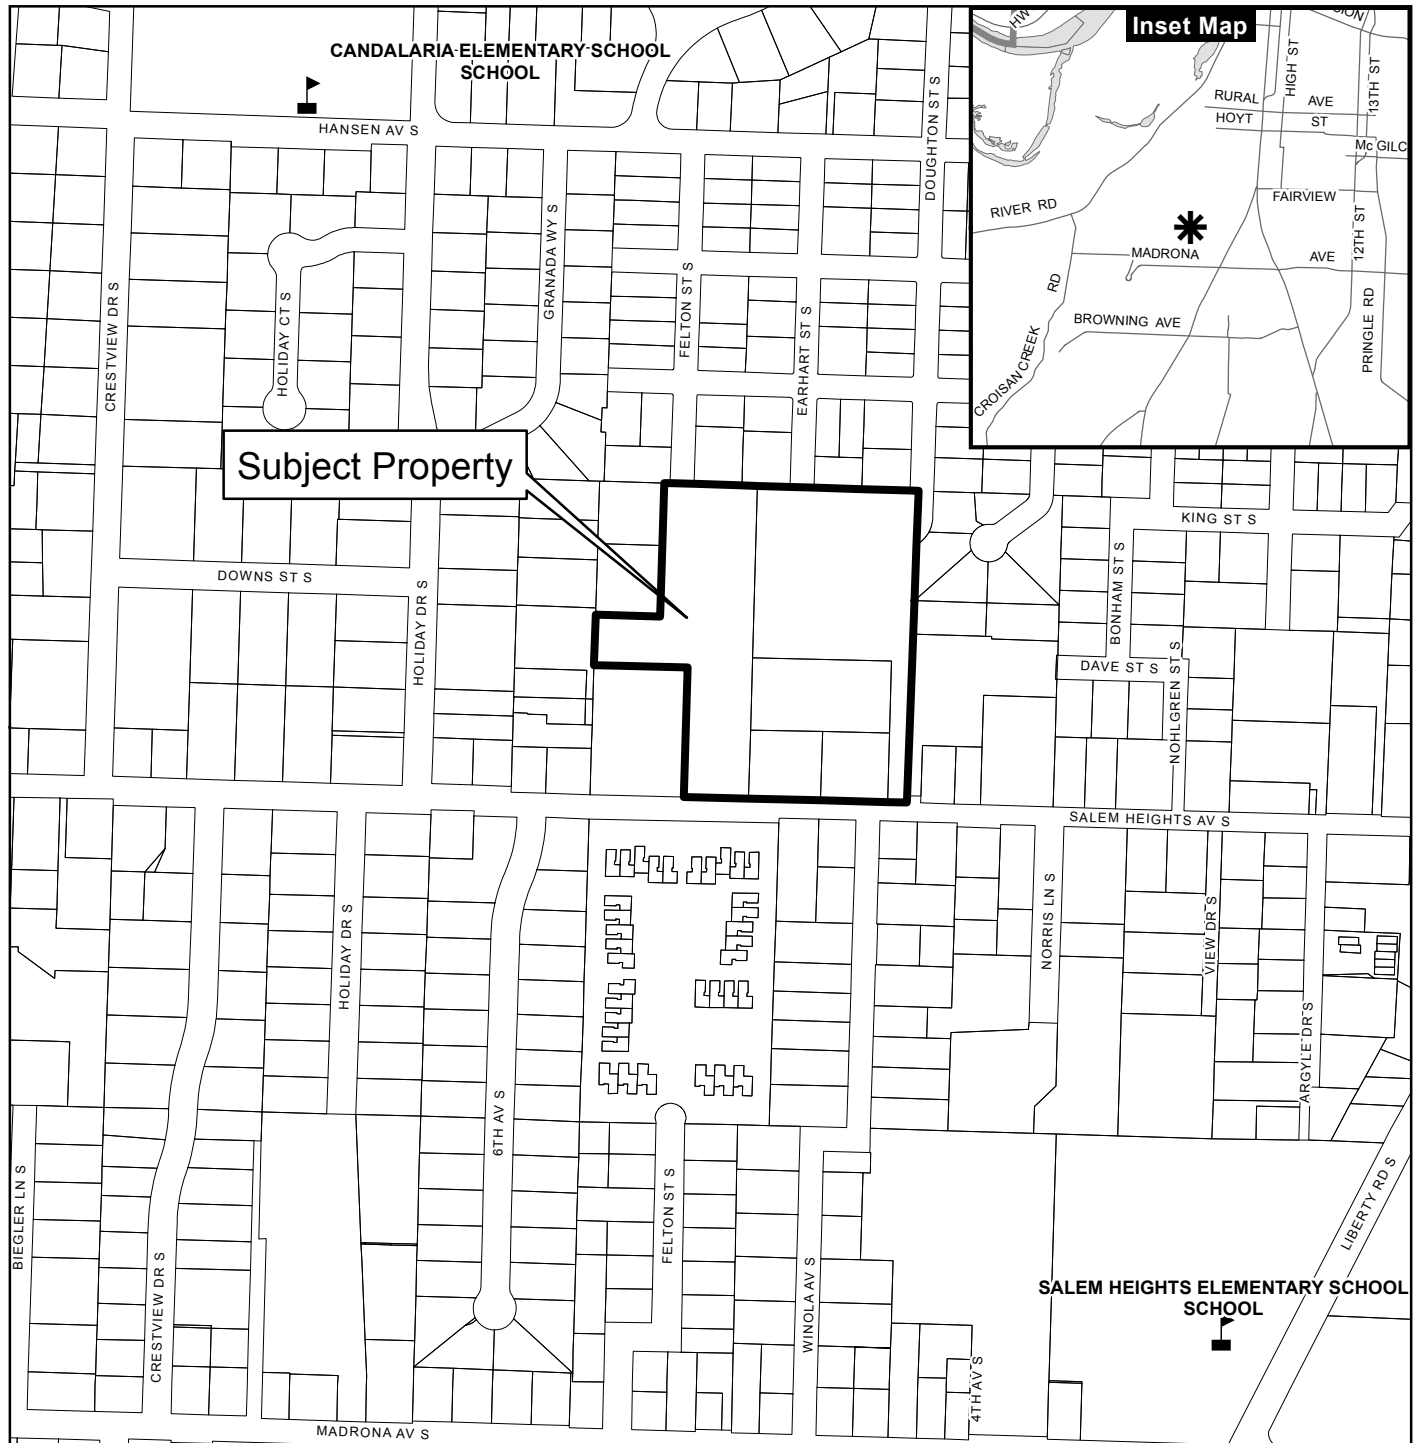 CANDALARIA ELEMENTARY SCHOOL
SCHOOL
HANSEN AV S
DOUGHTON ST S
GRANADA WY S
HOLIDAY CT S
CRESTVIEW DR S
FELTON ST S
EARHART ST S
Inset Map
HW
SION
HIGH ST
13TH ST
RURAL AVE
HOYT ST
Mc GILC
FAIRVIEW
RIVER RD
12TH ST
MADRONA AVE
RD
CROISAN CREEK
BROWNING AVE
PRINGLE RD
Subject Property
KING ST S
DOWNS ST S
HOLIDAY DR S
BONHAM ST S
DAVE ST S
NOHLGREN ST S
SALEM HEIGHTS AV S
HOLIDAY DR S
NORRIS LN S
VIEW DR S
ARGYLE DR S
6TH AV S
BIEGLER LN S
FELTON ST S
LIBERTY RD S
CRESTVIEW DR S
WINOLA AV S
SALEM HEIGHTS ELEMENTARY SCHOOL
SCHOOL
4TH AV S
MADRONA AV S